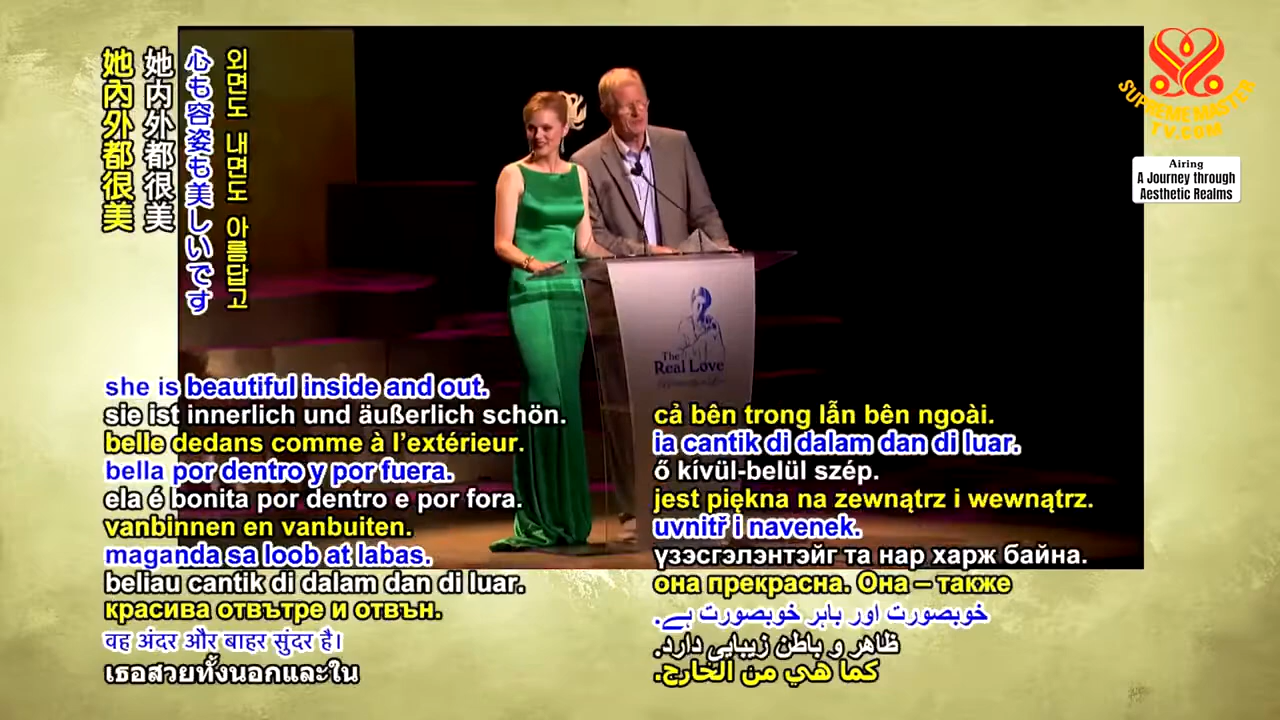 她內外都很美
她内外都很美
心も容姿も美しいです
외면도 내면도 아름답고
SUPREME MASTER
TV.COM
Airing
A Journey through
Aesthetic Realms
The
Real Love
she is beautiful inside and out.
sie ist innerlich und äußerlich schön.
belle dedans comme à l’extérieur.
bella por dentro y por fuera.
ela é bonita por dentro e por fora.
vanbinnen en vanbuiten.
maganda sa loob at labas.
beliau cantik di dalam dan di luar.
красива отвътре и отвън.
वह अंदर और बाहर सुंदर है।
เธอสวยทั้งนอกและใน
cả bên trong lẫn bên ngoài.
ia cantik di dalam dan di luar.
ő kívül-belül szép.
jest piękna na zewnątrz i wewnątrz.
uvnitř i navenek.
үзэсгэлэнтэйг та нар харж байна.
она прекрасна. Она – также
خوبصورت اور باہر خوبصورت ہے.
ظاهر و باطن زیبایی دارد.
كما هي من الخارج.